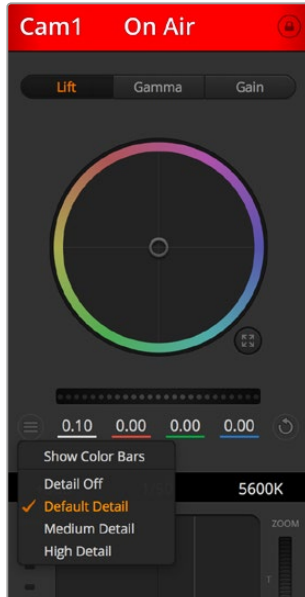 Cam1 On Air
Lift Gamma Gain
0.10 0.00 0.00 0.00
Show Color Bars
Detail Off
5600K
Default Detail
Medium Detail
ZOOM
High Detail
T